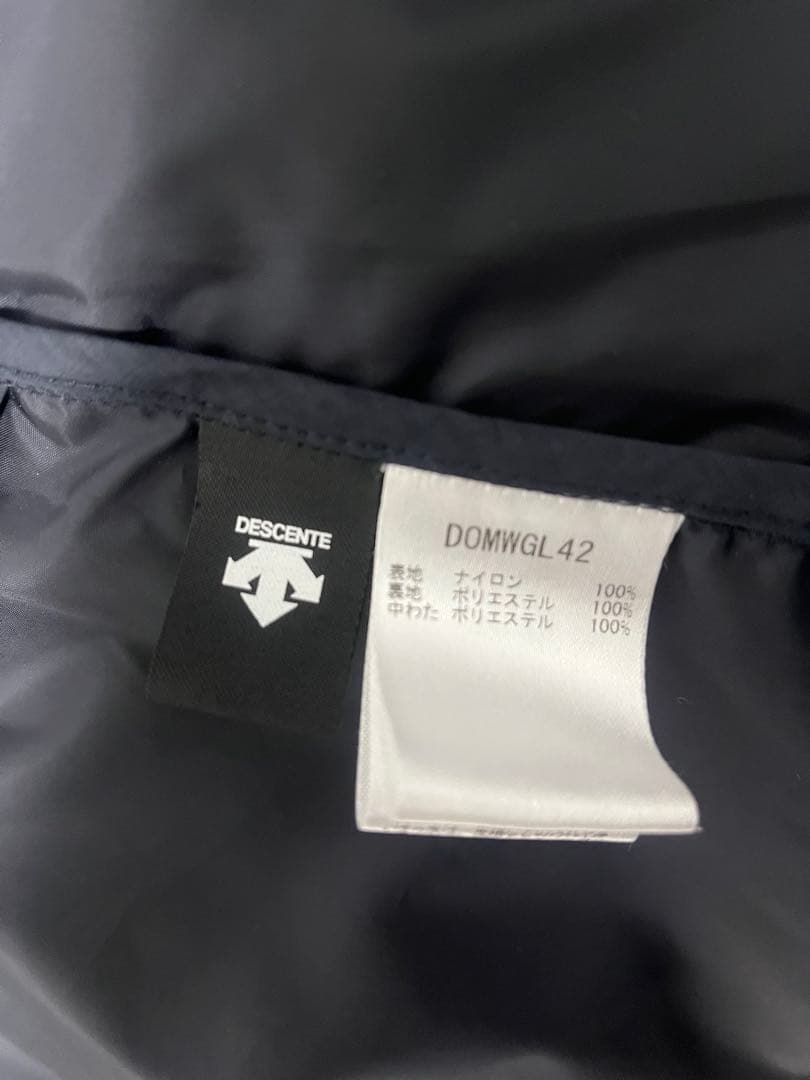 DESCENTE
DOMWGL42
表地 ナイロン 100%
裏地 ポリエステル 100%
中わた ポリエステル 100%